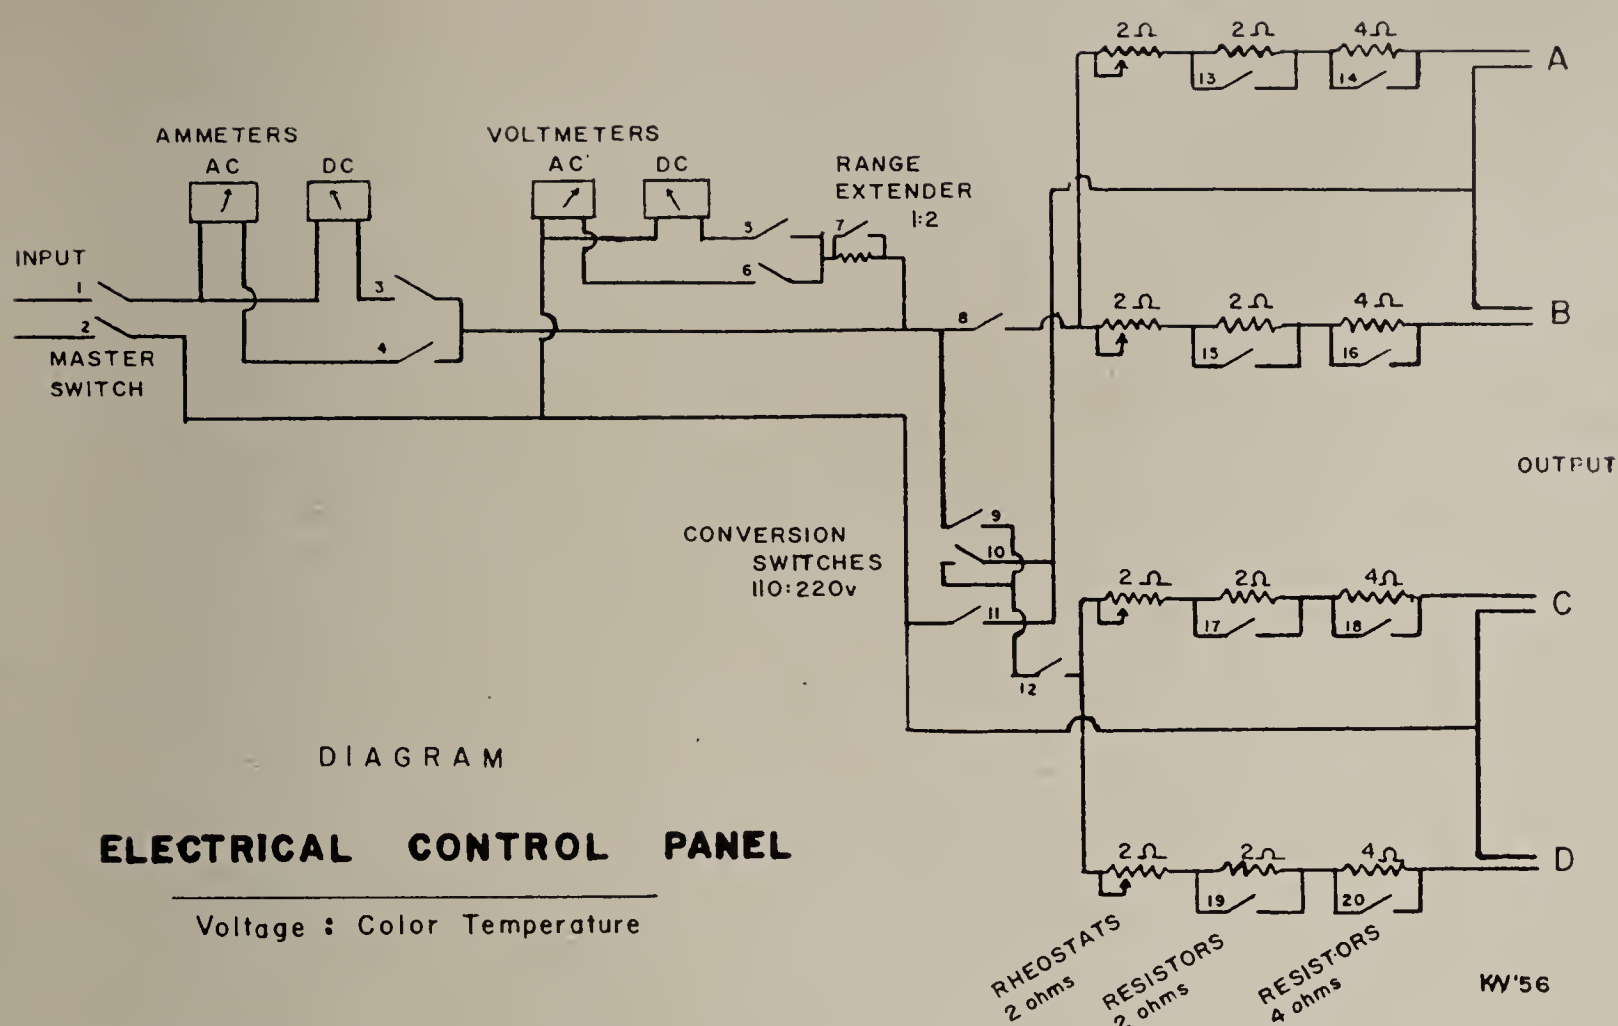 2Ω 2Ω 4Ω
A
13 14
AMMETERS
AC DC
VOLTMETERS
AC DC
RANGE
EXTENDER
1:2
5 7
6
INPUT
1 3
2 4
MASTER
SWITCH
8
2Ω 2Ω 4Ω
B
15 16
OUTPUT
CONVERSION
SWITCHES
110:220v
9
10
11
12
2Ω 2Ω 4Ω
C
17 18
DIAGRAM
ELECTRICAL CONTROL PANEL
Voltage : Color Temperature
2Ω 2Ω 4Ω
D
19 20
RHEOSTATS
2 ohms
RESISTORS
2 ohms
RESISTORS
4 ohms
KW'56